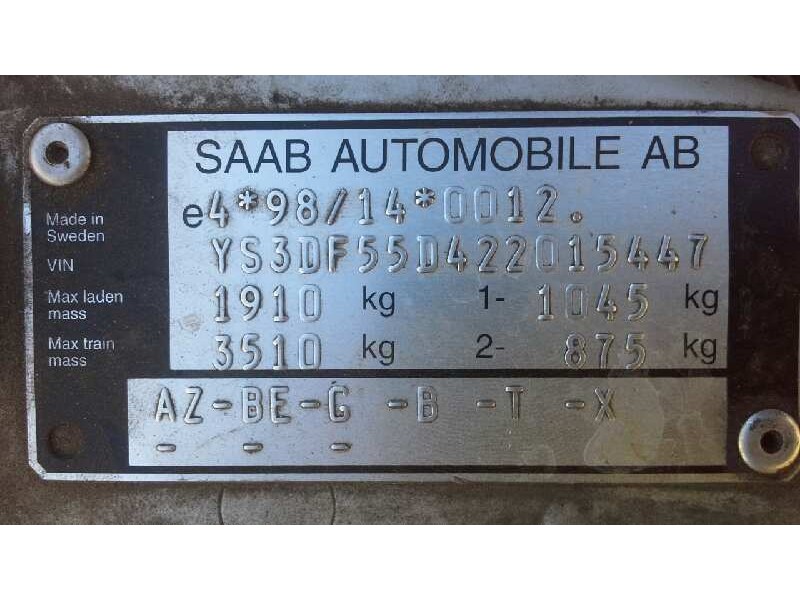 SAAB AUTOMOBILE AB
e4*98/14*0012.
Made in
Sweden
VIN YS3DF55D422015447
Max laden
mass 1910 kg 1- 1045 kg
Max train
mass 3510 kg 2- 875 kg
AZ-BE-G -B -T -X
- - -